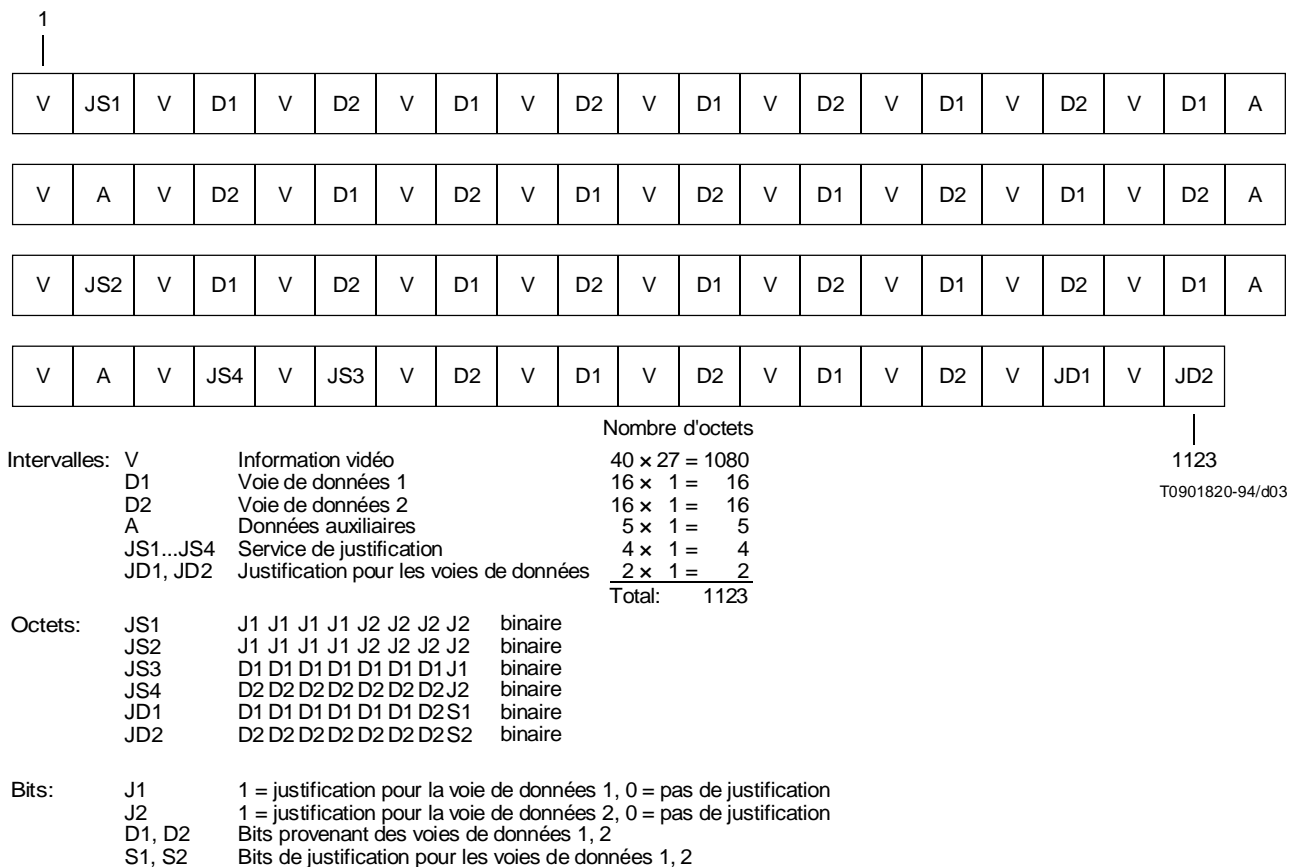 1
V JS1 V D1 V D2 V D1 V D2 V D1 V D2 V D1 V D2 V D1 A
V A V D2 V D1 V D2 V D1 V D2 V D1 V D2 V D1 V D2 A
V JS2 V D1 V D2 V D1 V D2 V D1 V D2 V D1 V D2 V D1 A
V A V JS4 V JS3 V D2 V D1 V D2 V D1 V D2 V JD1 V JD2
Nombre d'octets
Intervalles: V Information vidéo 40 × 27 = 1080 1123
D1 Voie de données 1 16 × 1 = 16 T0901820-94/d03
D2 Voie de données 2 16 × 1 = 16
A Données auxiliaires 5 × 1 = 5
JS1...JS4 Service de justification 4 × 1 = 4
JD1, JD2 Justification pour les voies de données 2 × 1 = 2
Total: 1123
Octets: JS1 J1 J1 J1 J1 J2 J2 J2 J2 binaire
JS2 J1 J1 J1 J1 J2 J2 J2 J2 binaire
JS3 D1 D1 D1 D1 D1 D1 D1 J1 binaire
JS4 D2 D2 D2 D2 D2 D2 D2 J2 binaire
JD1 D1 D1 D1 D1 D1 D1 D2 S1 binaire
JD2 D2 D2 D2 D2 D2 D2 D2 S2 binaire
Bits: J1 1 = justification pour la voie de données 1, 0 = pas de justification
J2 1 = justification pour la voie de données 2, 0 = pas de justification
D1, D2 Bits provenant des voies de données 1, 2
S1, S2 Bits de justification pour les voies de données 1, 2